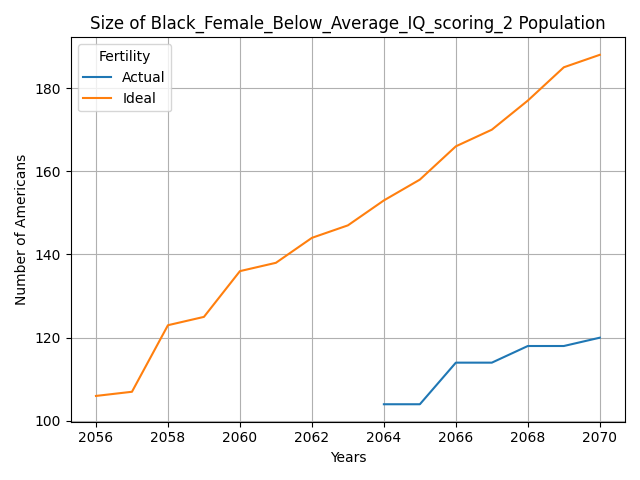 Size of Black_Female_Below_Average_IQ_scoring_2 Population
Fertility
Actual
Ideal
Number of Americans
180
160
140
120
100
2056 2058 2060 2062 2064 2066 2068 2070
Years